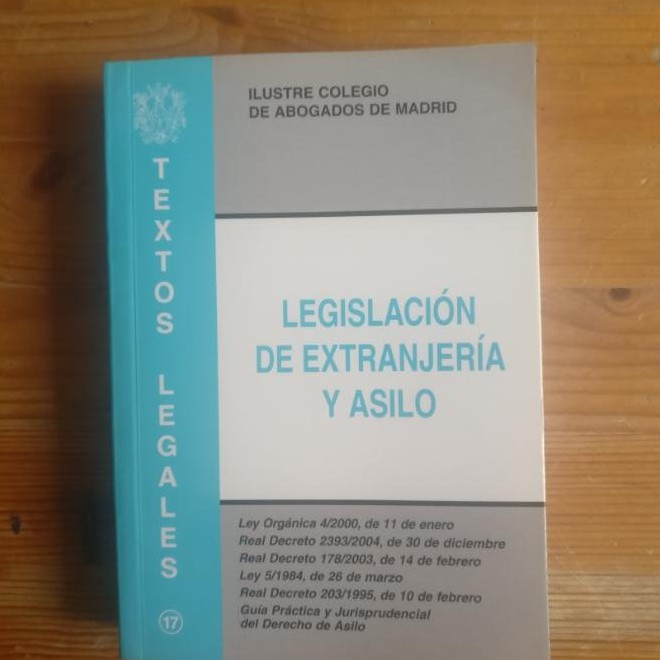 ILUSTRE COLEGIO
DE ABOGADOS DE MADRID
TEXTOS LEGALES
17
LEGISLACIÓN
DE EXTRANJERÍA
Y ASILO
Ley Orgánica 4/2000, de 11 de enero
Real Decreto 2393/2004, de 30 de diciembre
Real Decreto 178/2003, de 14 de febrero
Ley 5/1984, de 26 de marzo
Real Decreto 203/1995, de 10 de febrero
Guía Práctica y Jurisprudencial
del Derecho de Asilo